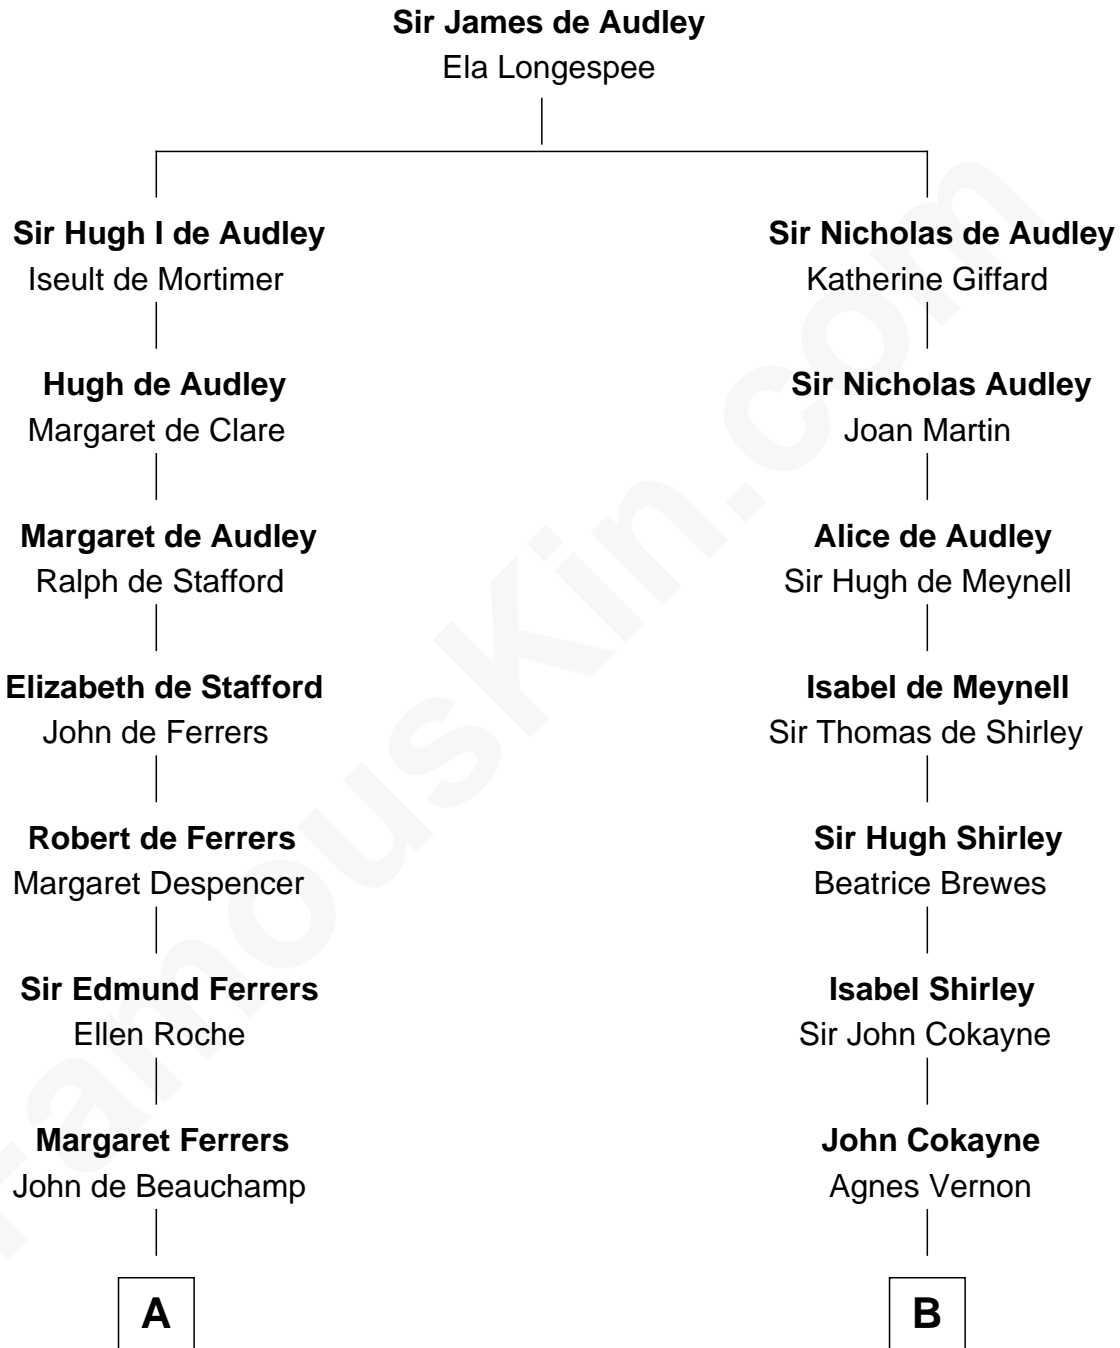 Sir James de Audley
Ela Longespee
Sir Hugh I de Audley
Iseult de Mortimer
Hugh de Audley
Margaret de Clare
Margaret de Audley
Ralph de Stafford
Elizabeth de Stafford
John de Ferrers
Robert de Ferrers
Margaret Despencer
Sir Edmund Ferrers
Ellen Roche
Margaret Ferrers
John de Beauchamp
A
Sir Nicholas de Audley
Katherine Giffard
Sir Nicholas Audley
Joan Martin
Alice de Audley
Sir Hugh de Meynell
Isabel de Meynell
Sir Thomas de Shirley
Sir Hugh Shirley
Beatrice Brewes
Isabel Shirley
Sir John Cokayne
John Cokayne
Agnes Vernon
B
FamousKin.com